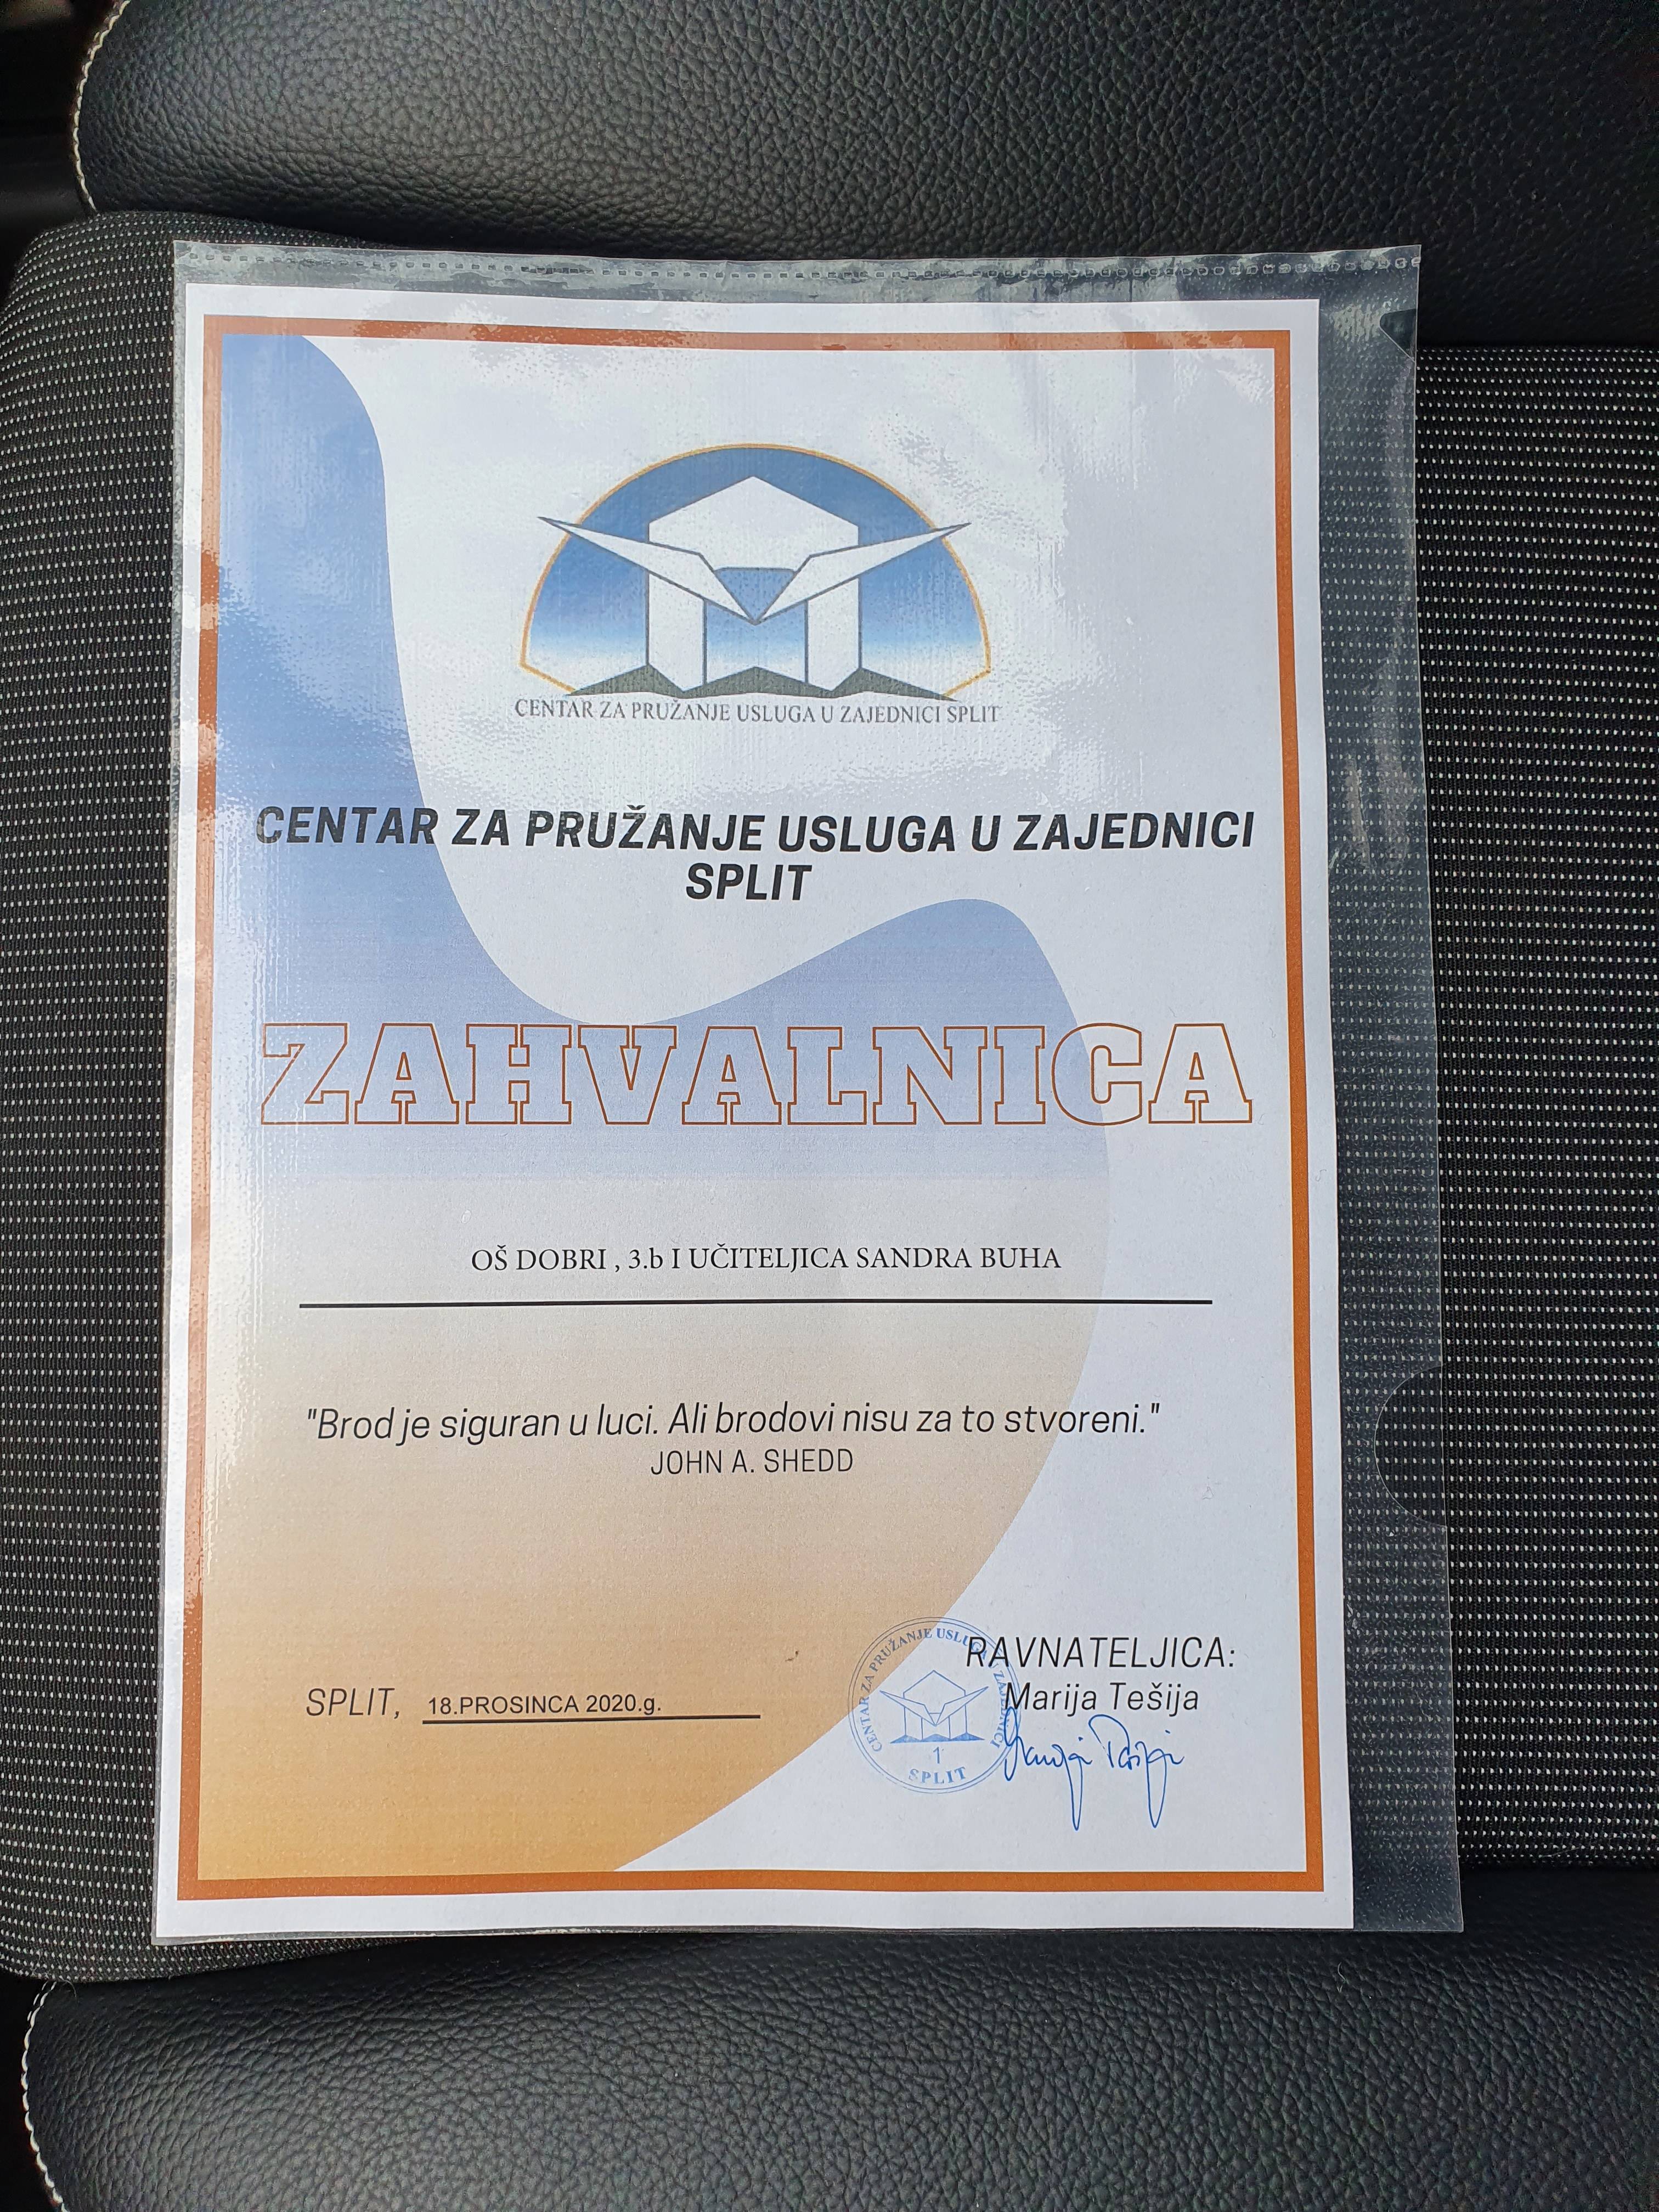 CENTAR ZA PRUŽANJE USLUGA U ZAJEDNICI SPLIT
CENTAR ZA PRUŽANJE USLUGA U ZAJEDNICI
SPLIT
ZAHVALNICA
OŠ DOBRI , 3.b I UČITELJICA SANDRA BUHA
"Brod je siguran u luci. Ali brodovi nisu za to stvoreni."
JOHN A. SHEDD
RAVNATELJICA:
Marija Tešija
SPLIT, 18.PROSINCA 2020.g.
CENTAR ZA PRUŽANJE USLUGA U ZAJEDNICI
1
SPLIT